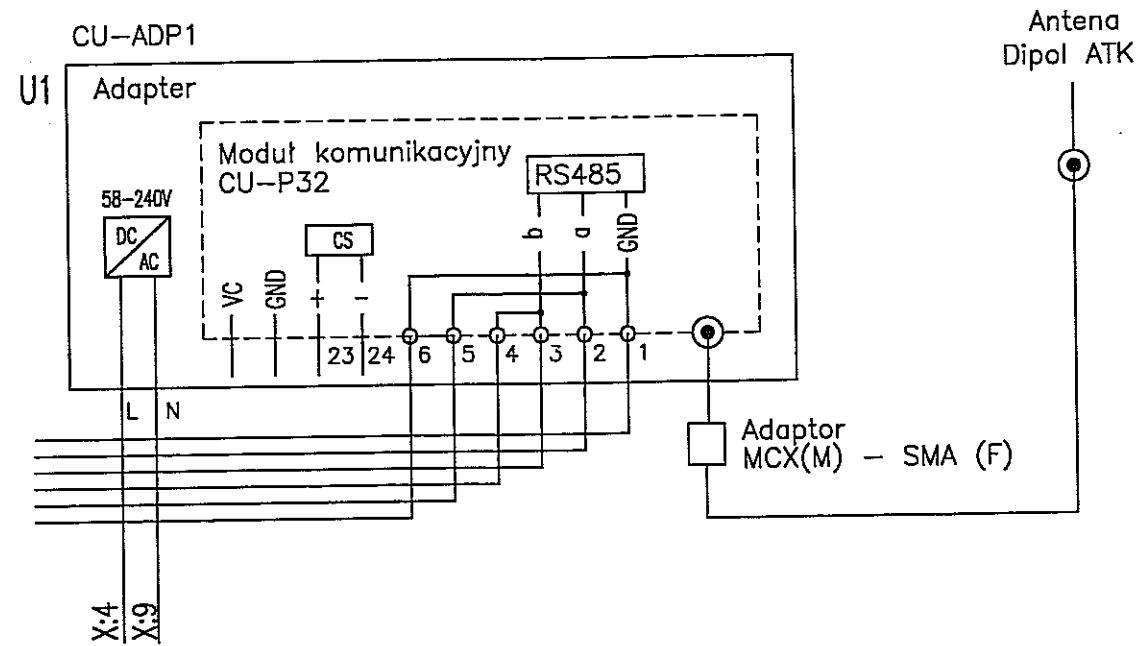 Antena
Dipol ATK
CU-ADP1
U1
Adapter
Moduł komunikacyjny
CU-P32
RS485
58-240V
DC
AC
CS
b
a
GND
VC
GND
+
-
23
24
6
5
4
3
2
1
L
N
Adaptor
MCX(M) - SMA (F)
X:4
X:9